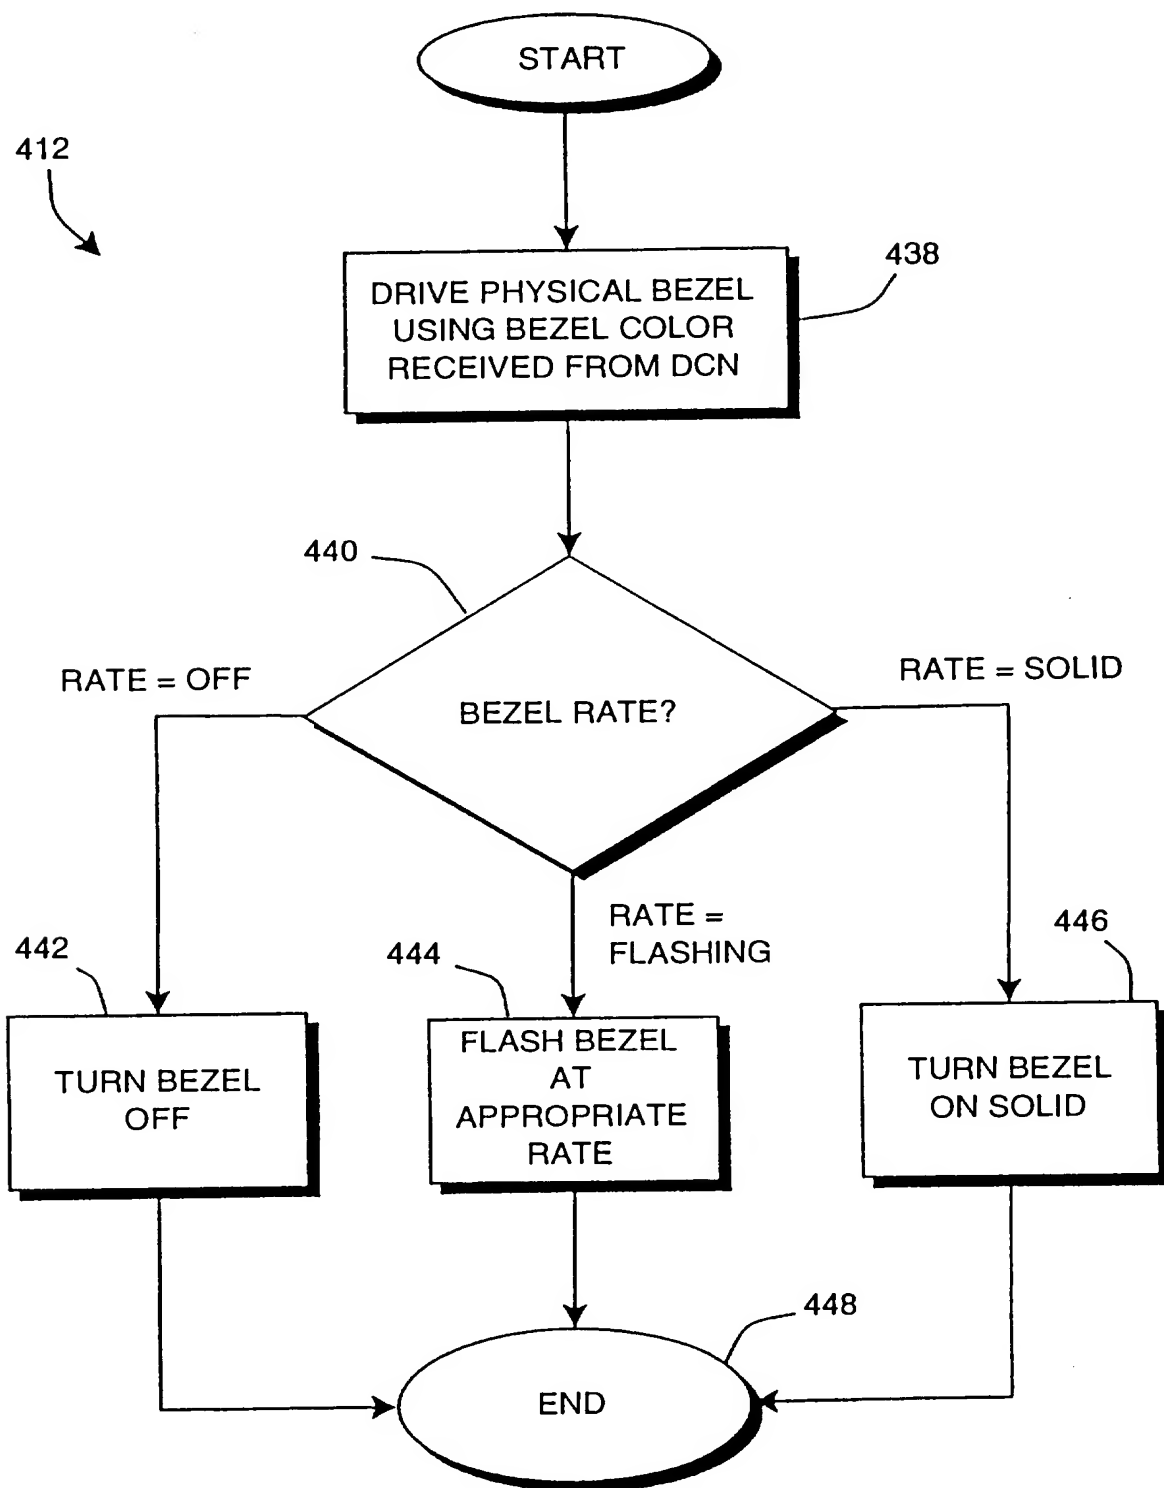 START
412
438
DRIVE PHYSICAL BEZEL
USING BEZEL COLOR
RECEIVED FROM DCN
440
RATE = OFF
BEZEL RATE?
RATE = SOLID
RATE =
FLASHING
442
444
446
TURN BEZEL
OFF
FLASH BEZEL
AT
APPROPRIATE
RATE
TURN BEZEL
ON SOLID
448
END